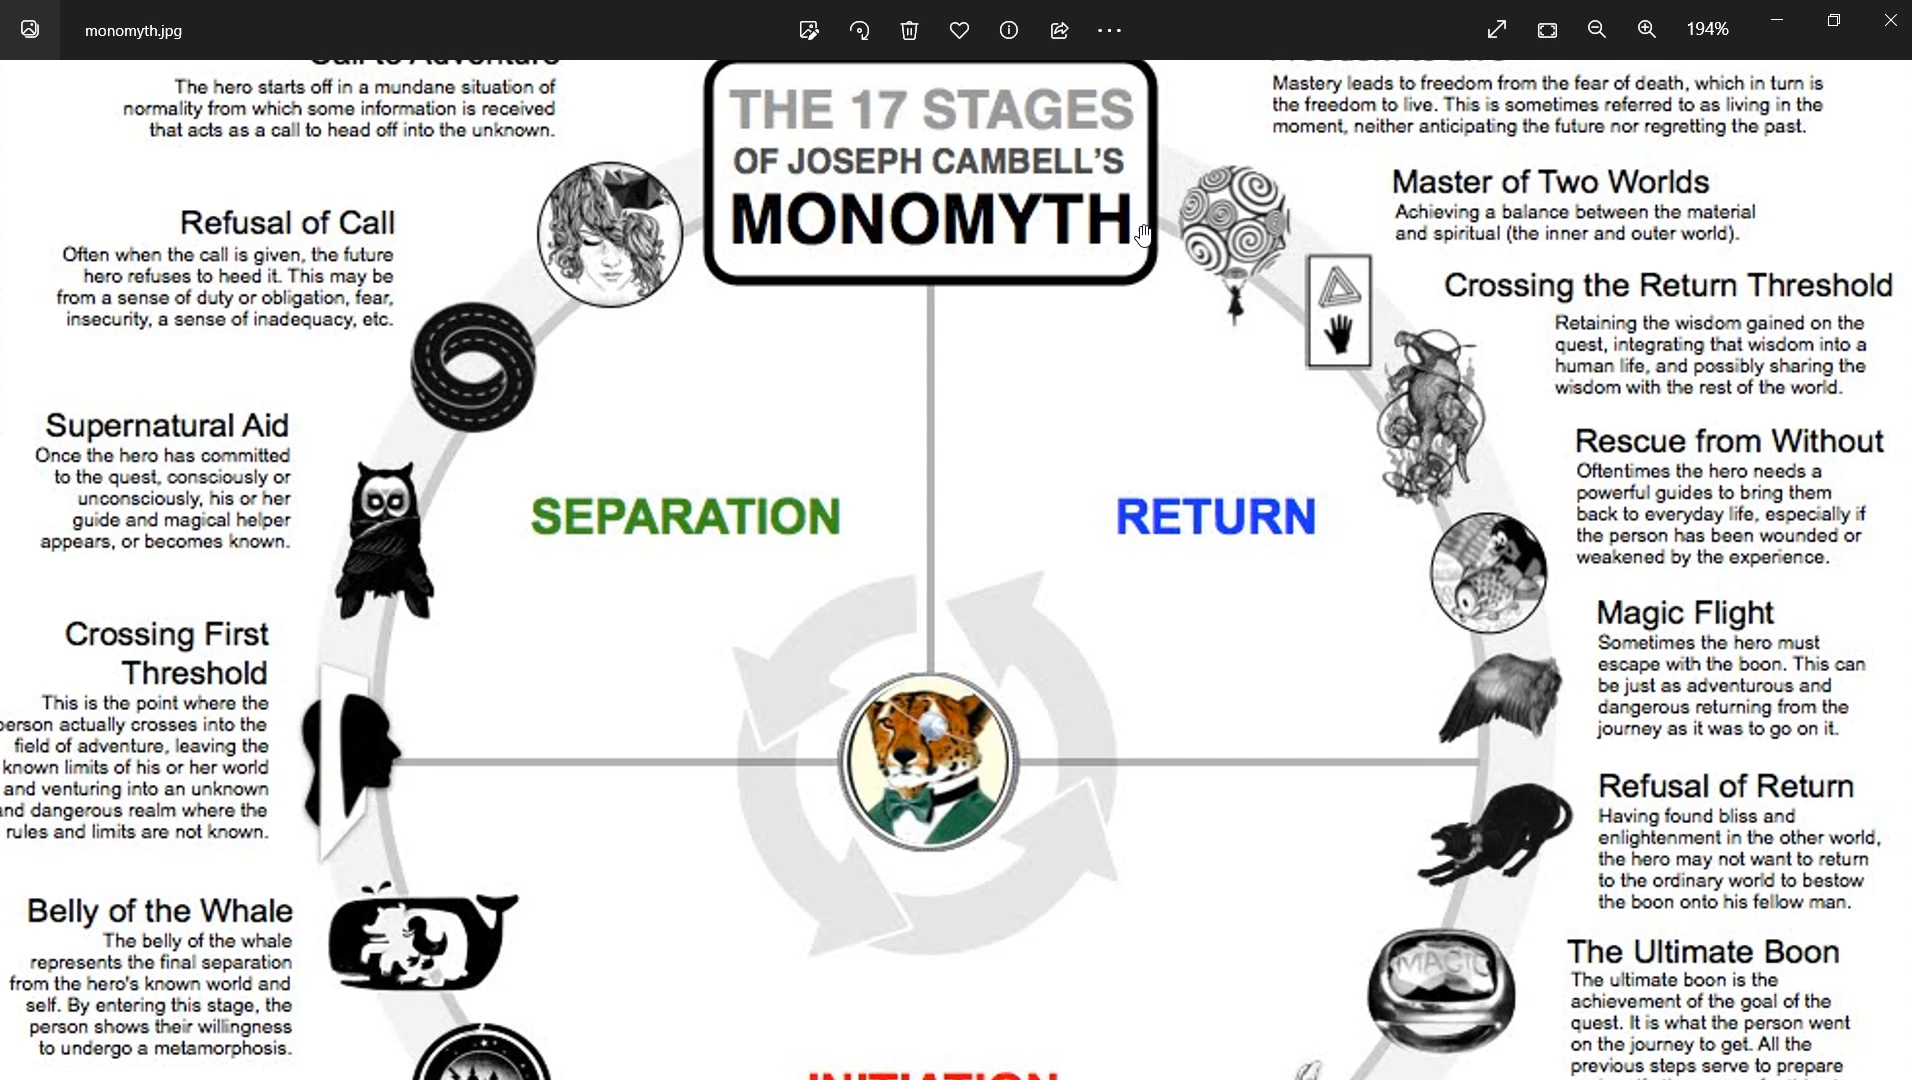 monomyth.jpg
194%
Call to Adventure
The hero starts off in a mundane situation of
normality from which some information is received
that acts as a call to head off into the unknown.
Refusal of Call
Often when the call is given, the future
hero refuses to heed it. This may be
from a sense of duty or obligation, fear,
insecurity, a sense of inadequacy, etc.
Supernatural Aid
Once the hero has committed
to the quest, consciously or
unconsciously, his or her
guide and magical helper
appears, or becomes known.
Crossing First
Threshold
This is the point where the
person actually crosses into the
field of adventure, leaving the
known limits of his or her world
and venturing into an unknown
and dangerous realm where the
rules and limits are not known.
Belly of the Whale
The belly of the whale
represents the final separation
from the hero's known world and
self. By entering this stage, the
person shows their willingness
to undergo a metamorphosis.
THE 17 STAGES
OF JOSEPH CAMBELL'S
MONOMYTH
SEPARATION
RETURN
INITIATION
Freedom to Live
Mastery leads to freedom from the fear of death, which in turn is
the freedom to live. This is sometimes referred to as living in the
moment, neither anticipating the future nor regretting the past.
Master of Two Worlds
Achieving a balance between the material
and spiritual (the inner and outer world).
Crossing the Return Threshold
Retaining the wisdom gained on the
quest, integrating that wisdom into a
human life, and possibly sharing the
wisdom with the rest of the world.
Rescue from Without
Oftentimes the hero needs a
powerful guides to bring them
back to everyday life, especially if
the person has been wounded or
weakened by the experience.
Magic Flight
Sometimes the hero must
escape with the boon. This can
be just as adventurous and
dangerous returning from the
journey as it was to go on it.
Refusal of Return
Having found bliss and
enlightenment in the other world,
the hero may not want to return
to the ordinary world to bestow
the boon onto his fellow man.
The Ultimate Boon
The ultimate boon is the
achievement of the goal of the
quest. It is what the person went
on the journey to get. All the
previous steps serve to prepare
MAGIC